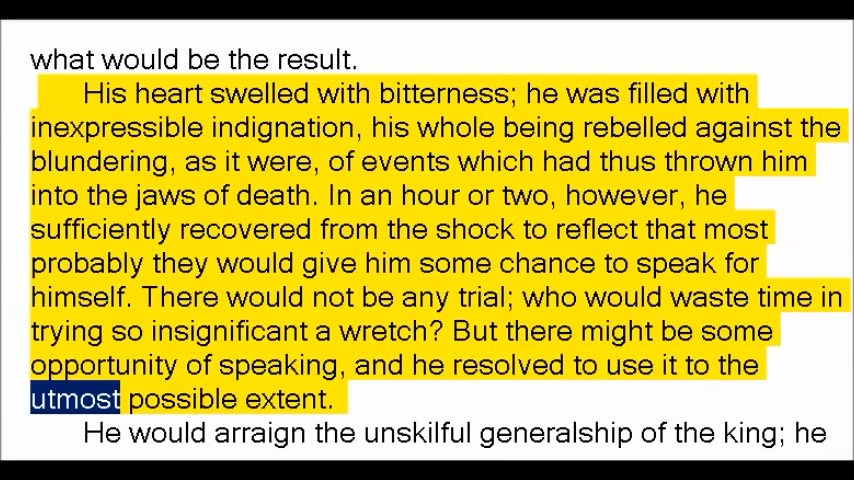 what would be the result.
His heart swelled with bitterness; he was filled with
inexpressible indignation, his whole being rebelled against the
blundering, as it were, of events which had thus thrown him
into the jaws of death. In an hour or two, however, he
sufficiently recovered from the shock to reflect that most
probably they would give him some chance to speak for
himself. There would not be any trial; who would waste time in
trying so insignificant a wretch? But there might be some
opportunity of speaking, and he resolved to use it to the
utmost possible extent.
He would arraign the unskilful generalship of the king; he